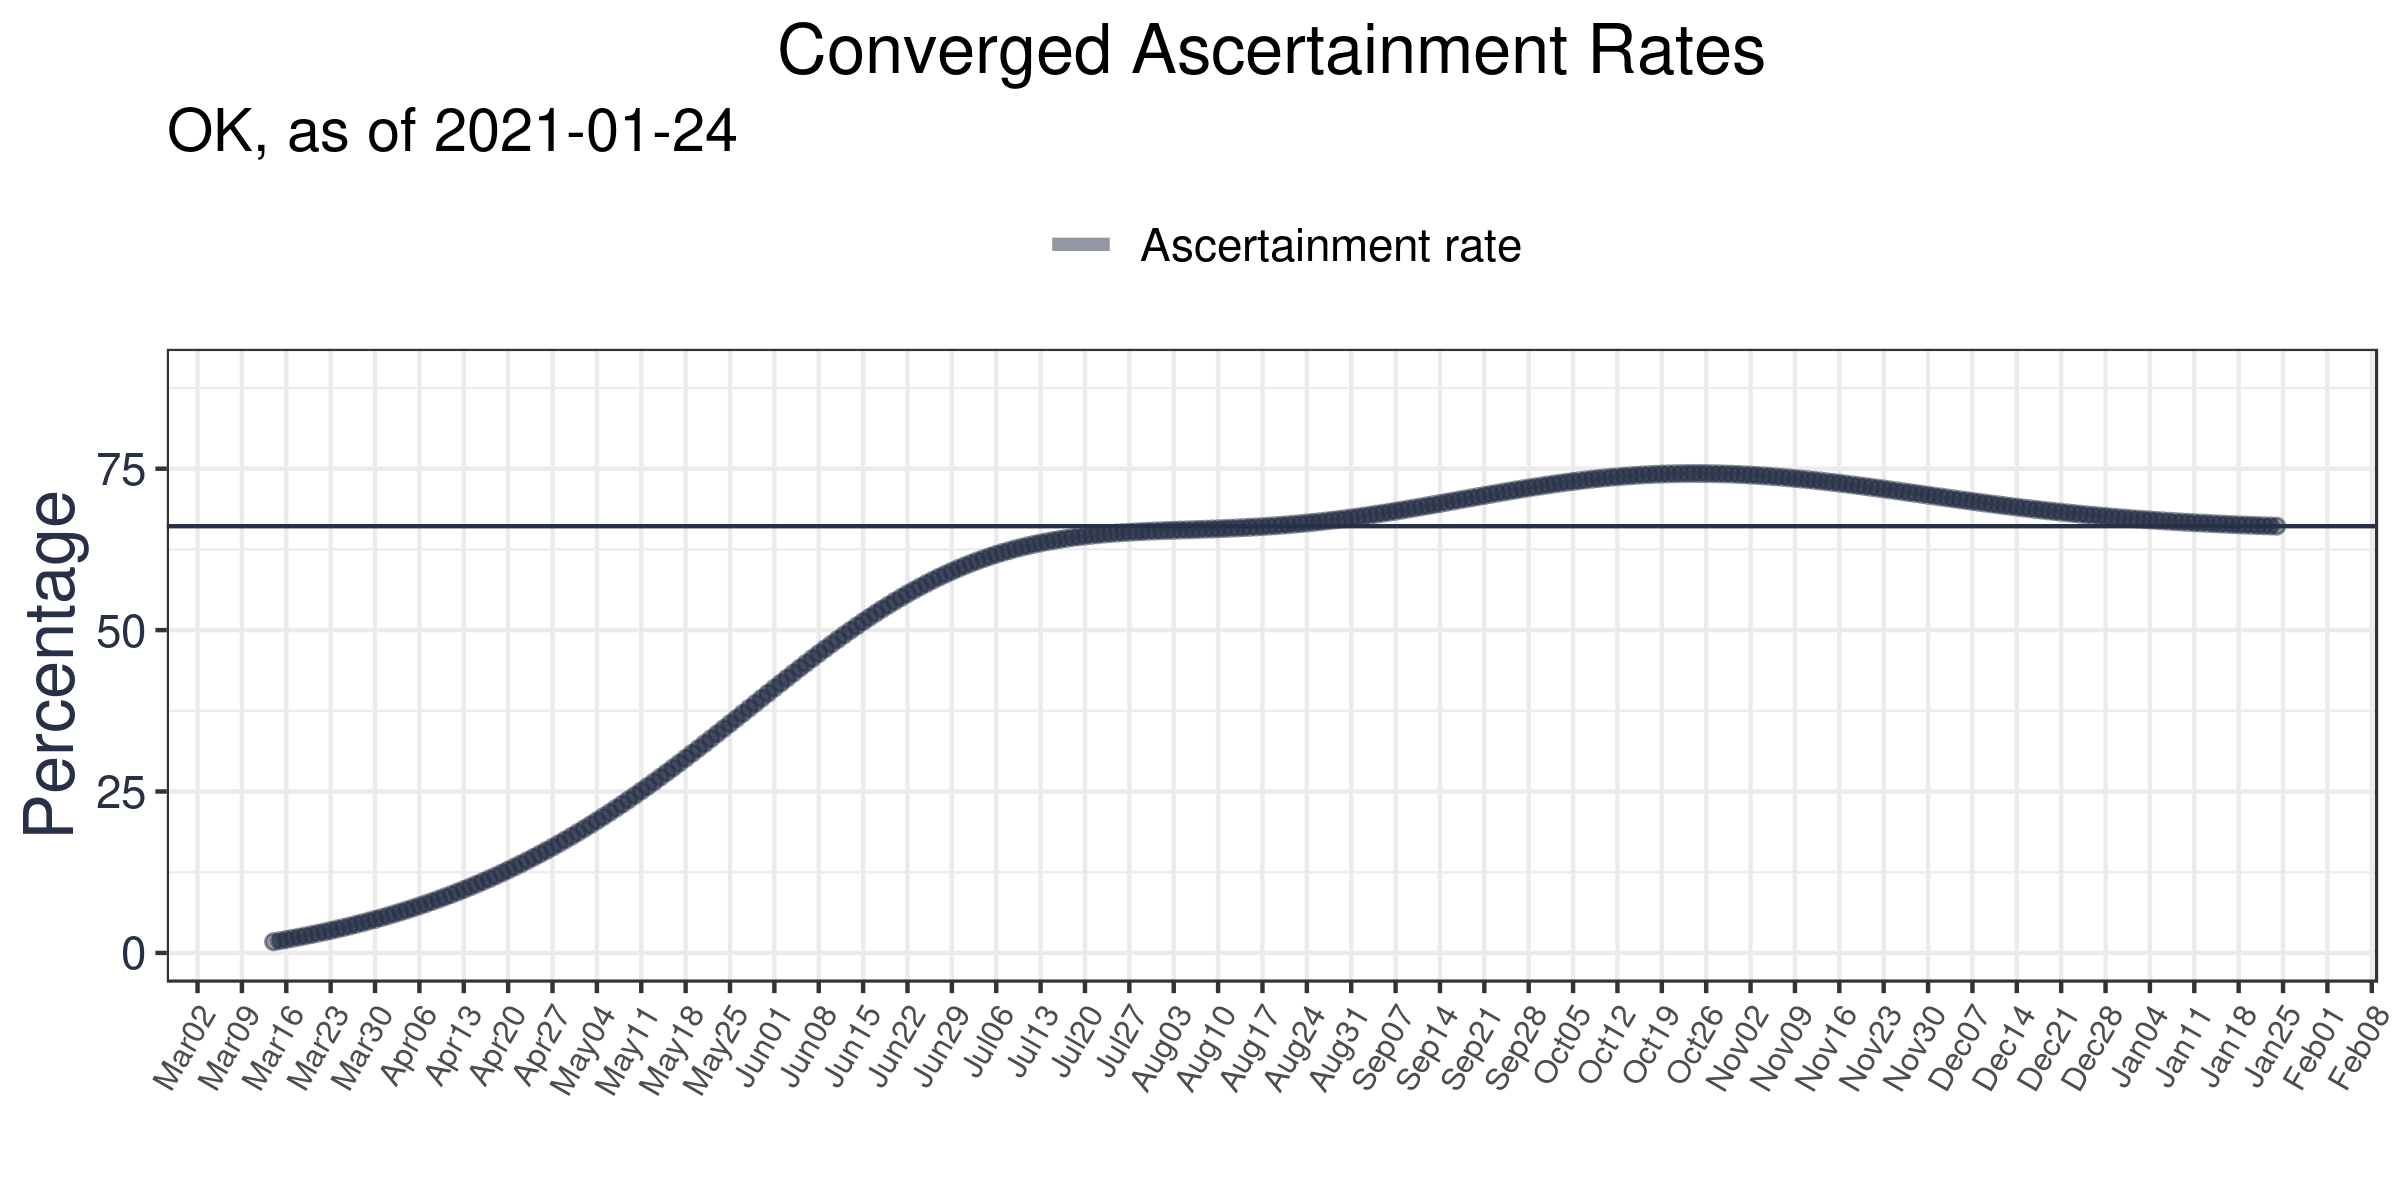 Converged Ascertainment Rates
OK, as of 2021-01-24
Ascertainment rate
Percentage
75
50
25
0
Mar02
Mar09
Mar16
Mar23
Mar30
Apr06
Apr13
Apr20
Apr27
May04
May11
May18
May25
Jun01
Jun08
Jun15
Jun22
Jun29
Jul06
Jul13
Jul20
Jul27
Aug03
Aug10
Aug17
Aug24
Aug31
Sep07
Sep14
Sep21
Sep28
Oct05
Oct12
Oct19
Oct26
Nov02
Nov09
Nov16
Nov23
Nov30
Dec07
Dec14
Dec21
Dec28
Jan04
Jan11
Jan18
Jan25
Feb01
Feb08